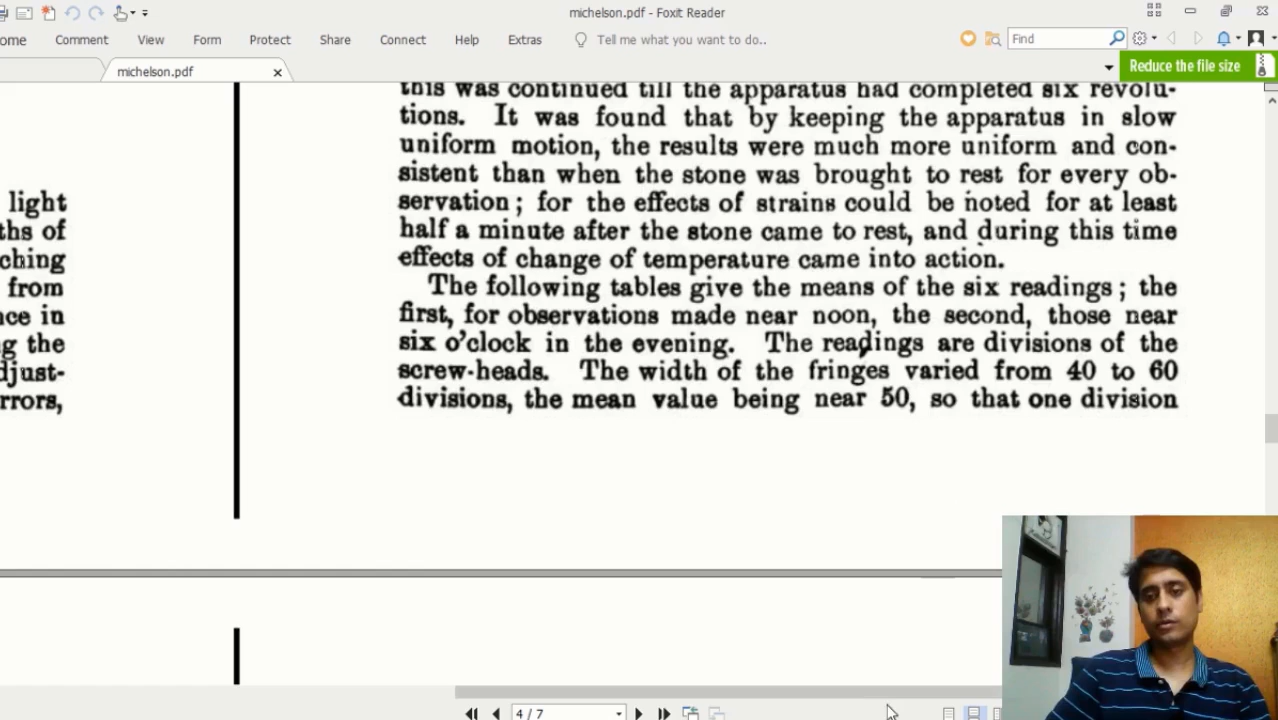 michelson.pdf - Foxit Reader
ome Comment View Form Protect Share Connect Help Extras Tell me what you want to do.. Find
michelson.pdf Reduce the file size
this was continued till the apparatus had completed six revolu-
tions. It was found that by keeping the apparatus in slow
uniform motion, the results were much more uniform and con-
sistent than when the stone was brought to rest for every ob-
servation; for the effects of strains could be noted for at least
half a minute after the stone came to rest, and during this time
effects of change of temperature came into action.
The following tables give the means of the six readings; the
first, for observations made near noon, the second, those near
six o'clock in the evening. The readings are divisions of the
screw-heads. The width of the fringes varied from 40 to 60
divisions, the mean value being near 50, so that one division
light
ths of
ching
from
nce in
g the
djust-
rrors,
4 / 7